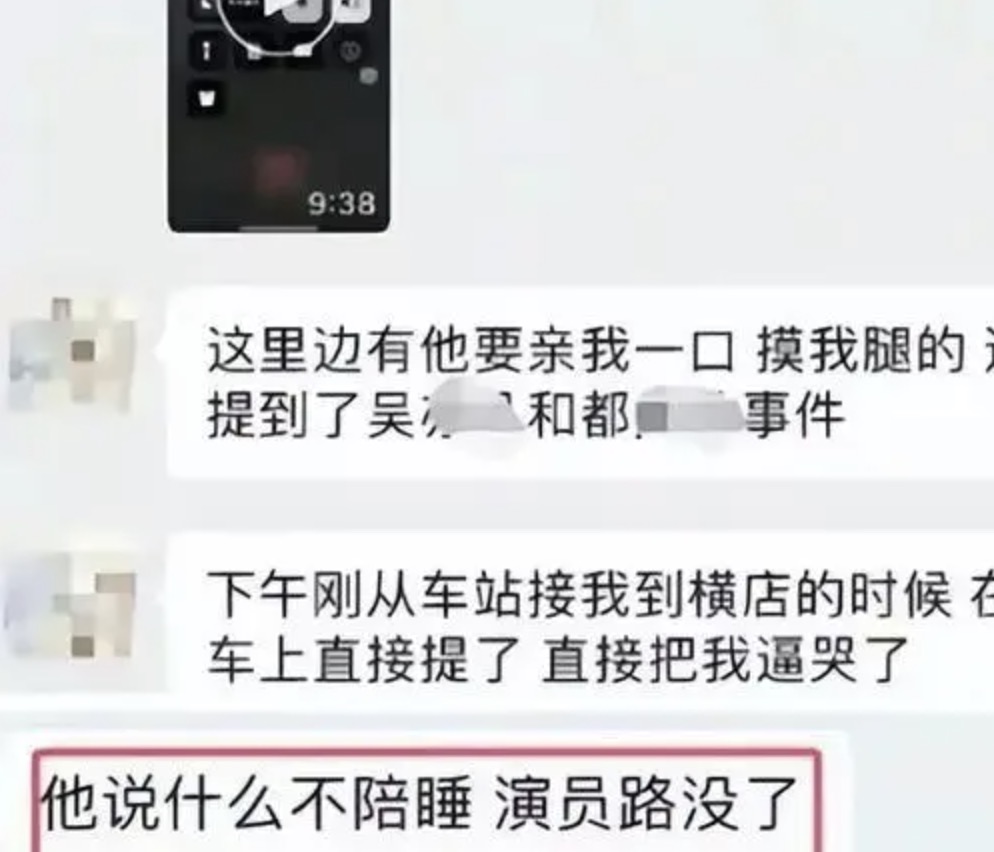 9:38
这里边有他要亲我一口 摸我腿的
提到了吴 和都 事件
下午刚从车站接我到横店的时候 在
车上直接提了 直接把我逼哭了
他说什么不陪睡 演员路没了